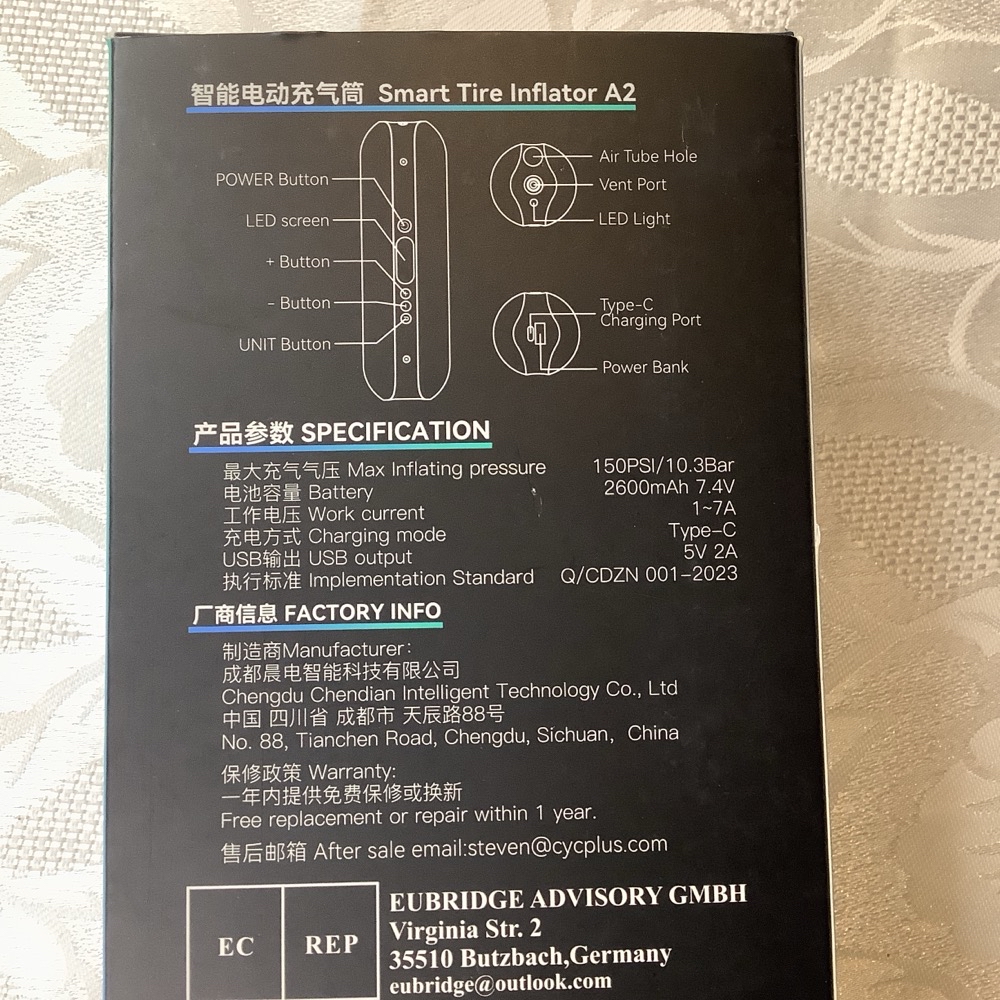 智能电动充气筒 Smart Tire Inflator A2
POWER Button
LED screen
+ Button
- Button
UNIT Button
Air Tube Hole
Vent Port
LED Light
Type-C
Charging Port
Power Bank
产品参数 SPECIFICATION
最大充气气压 Max Inflating pressure 150PSI/10.3Bar
电池容量 Battery 2600mAh 7.4V
工作电压 Work current 1~7A
充电方式 Charging mode Type-C
USB输出 USB output 5V 2A
执行标准 Implementation Standard Q/CDZN 001-2023
厂商信息 FACTORY INFO
制造商Manufacturer:
成都晨电智能科技有限公司
Chengdu Chendian Intelligent Technology Co., Ltd
中国 四川省 成都市 天辰路88号
No. 88, Tianchen Road, Chengdu, Sichuan, China
保修政策 Warranty:
一年内提供免费保修或换新
Free replacement or repair within 1 year.
售后邮箱 After sale email:steven@cycplus.com
EC REP
EUBRIDGE ADVISORY GMBH
Virginia Str. 2
35510 Butzbach,Germany
eubridge@outlook.com